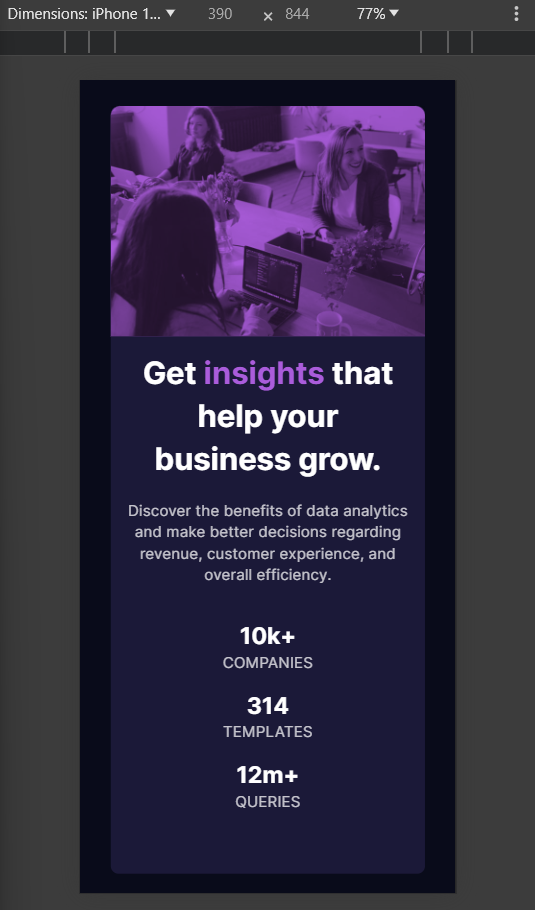 Dimensions: iPhone 1... 390 × 844 77%
Get insights that
help your
business grow.
Discover the benefits of data analytics
and make better decisions regarding
revenue, customer experience, and
overall efficiency.
10k+
COMPANIES
314
TEMPLATES
12m+
QUERIES